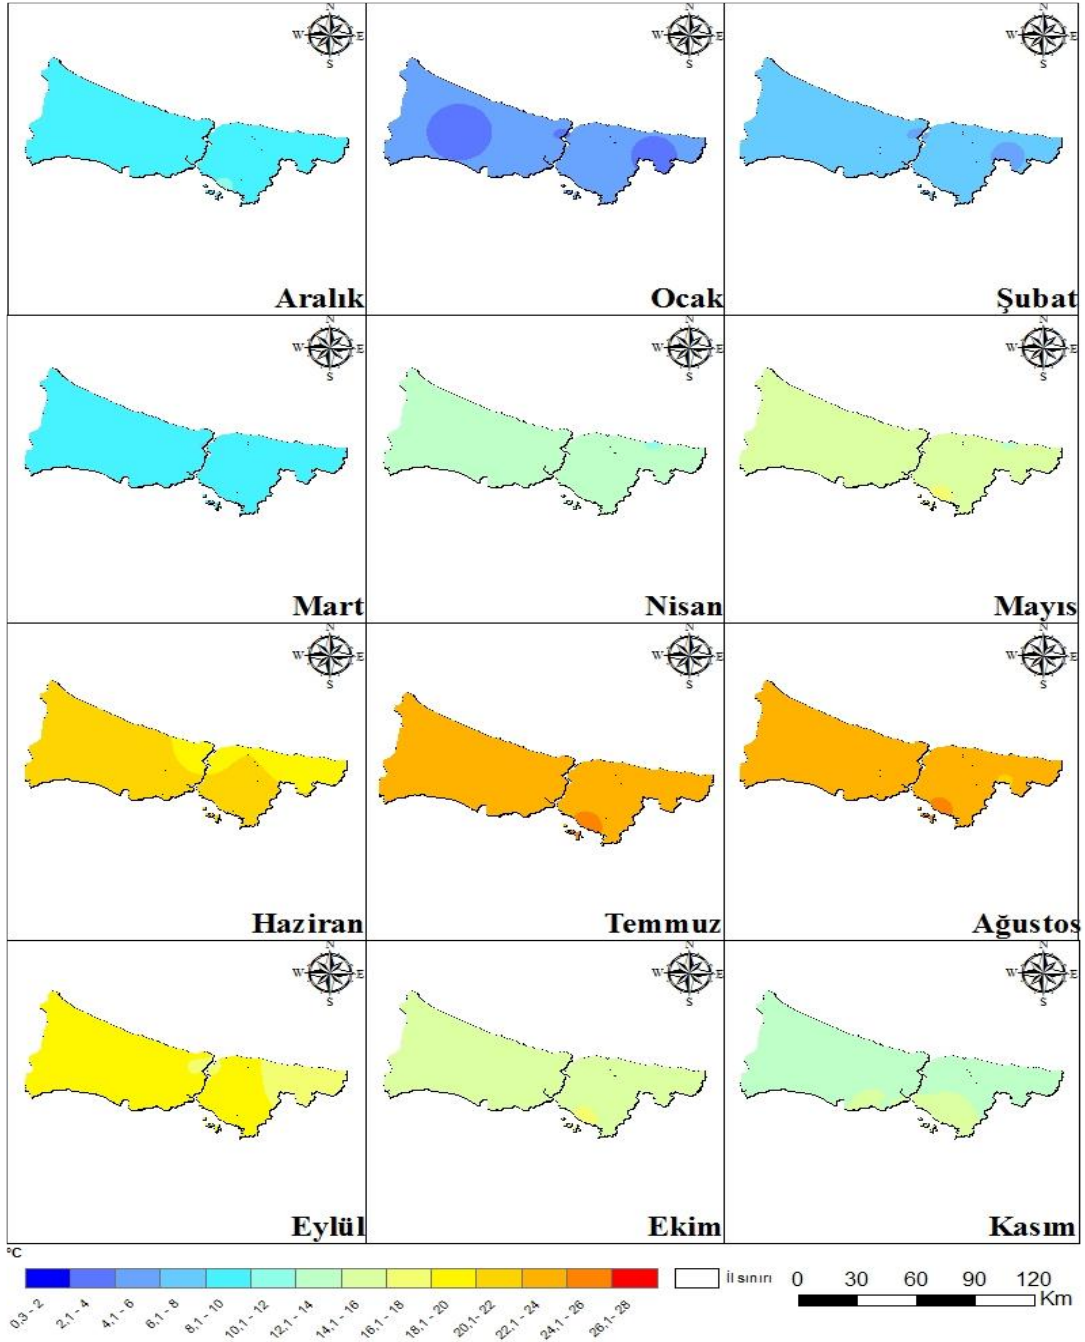 N N N
W E W E W E
S S S
Aralık Ocak Şubat
N N N
W E W E W E
S S S
Mart Nisan Mayıs
N N N
W E W E W E
S S S
Haziran Temmuz Ağustos
N N N
W E W E W E
S S S
Eylül Ekim Kasım
°C
0,3 - 2 2,1 - 4 4,1 - 6 6,1 - 8 8,1 - 10 10,1 - 12 12,1 - 14 14,1 - 16 16,1 - 18 18,1 - 20 20,1 - 22 22,1 - 24 24,1 - 26 26,1 - 28
İl sınırı
0 30 60 90 120
Km